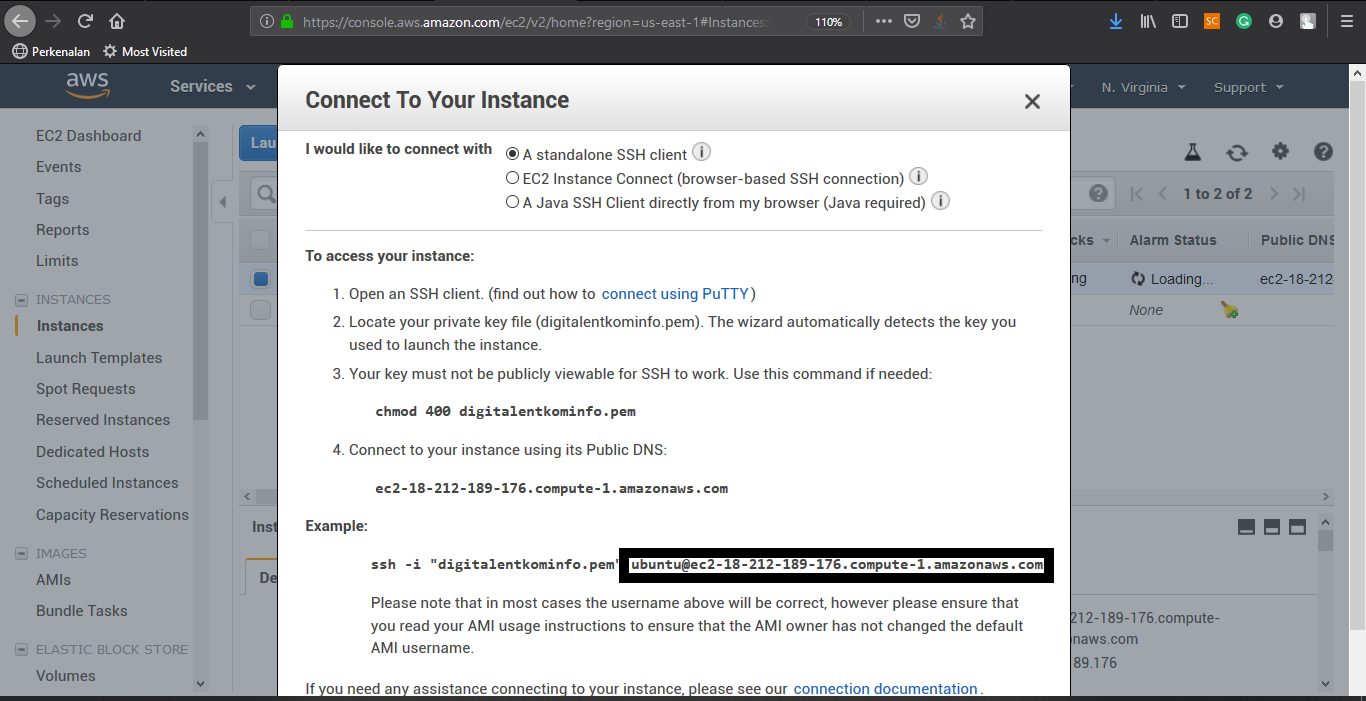 https://console.aws.amazon.com/ec2/v2/home?region=us-east-1#Instances:
110%
SC
Perkenalan
Most Visited
aws
Services
N. Virginia
Support
Connect To Your Instance
I would like to connect with
A standalone SSH client
EC2 Instance Connect (browser-based SSH connection)
A Java SSH Client directly from my browser (Java required)
To access your instance:
1. Open an SSH client. (find out how to connect using PuTTY)
2. Locate your private key file (digitalentkominfo.pem). The wizard automatically detects the key you
used to launch the instance.
3. Your key must not be publicly viewable for SSH to work. Use this command if needed:
chmod 400 digitalentkominfo.pem
4. Connect to your instance using its Public DNS:
ec2-18-212-189-176.compute-1.amazonaws.com
Example:
ssh -i "digitalentkominfo.pem" ubuntu@ec2-18-212-189-176.compute-1.amazonaws.com
Please note that in most cases the username above will be correct, however please ensure that
you read your AMI usage instructions to ensure that the AMI owner has not changed the default
AMI username.
If you need any assistance connecting to your instance, please see our connection documentation.
EC2 Dashboard
Events
Tags
Reports
Limits
INSTANCES
Instances
Launch Templates
Spot Requests
Reserved Instances
Dedicated Hosts
Scheduled Instances
Capacity Reservations
IMAGES
AMIs
Bundle Tasks
ELASTIC BLOCK STORE
Volumes
Lau
Inst
De
1 to 2 of 2
cks
Alarm Status
Public DNS
ng
Loading...
ec2-18-212
None
212-189-176.compute-
onaws.com
89.176